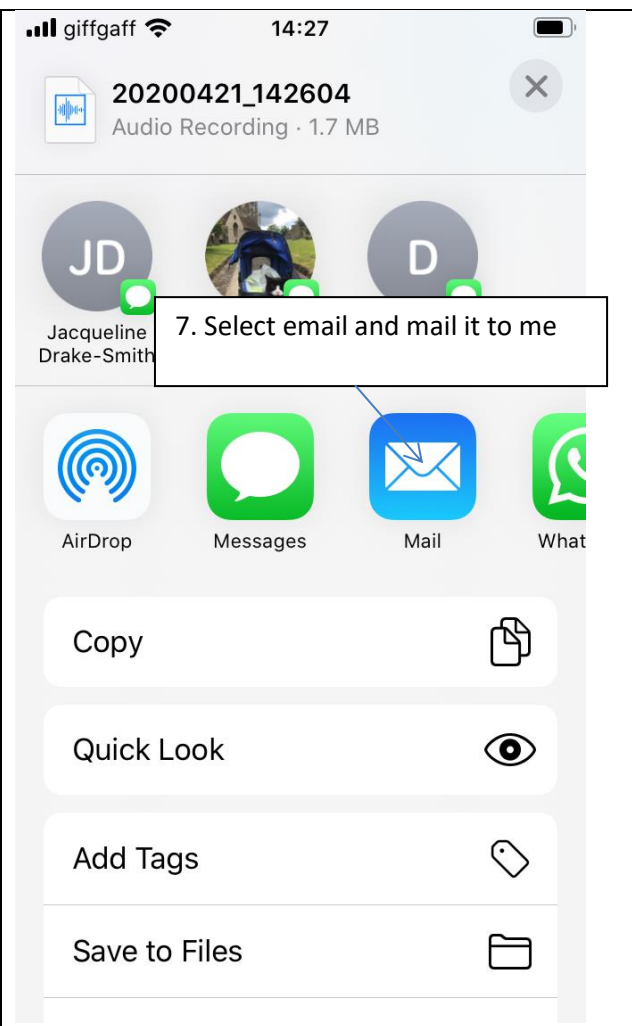 giffgaff 14:27
20200421_142604
Audio Recording · 1.7 MB
JD D
Jacqueline
Drake-Smith
7. Select email and mail it to me
AirDrop Messages Mail What
Copy
Quick Look
Add Tags
Save to Files